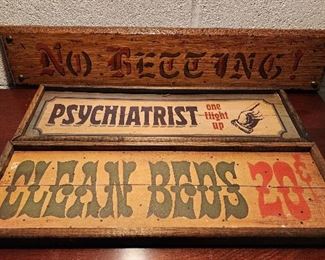 No Betting!
PSYCHIATRIST one
flight
up
CLEAN BEDS 20¢